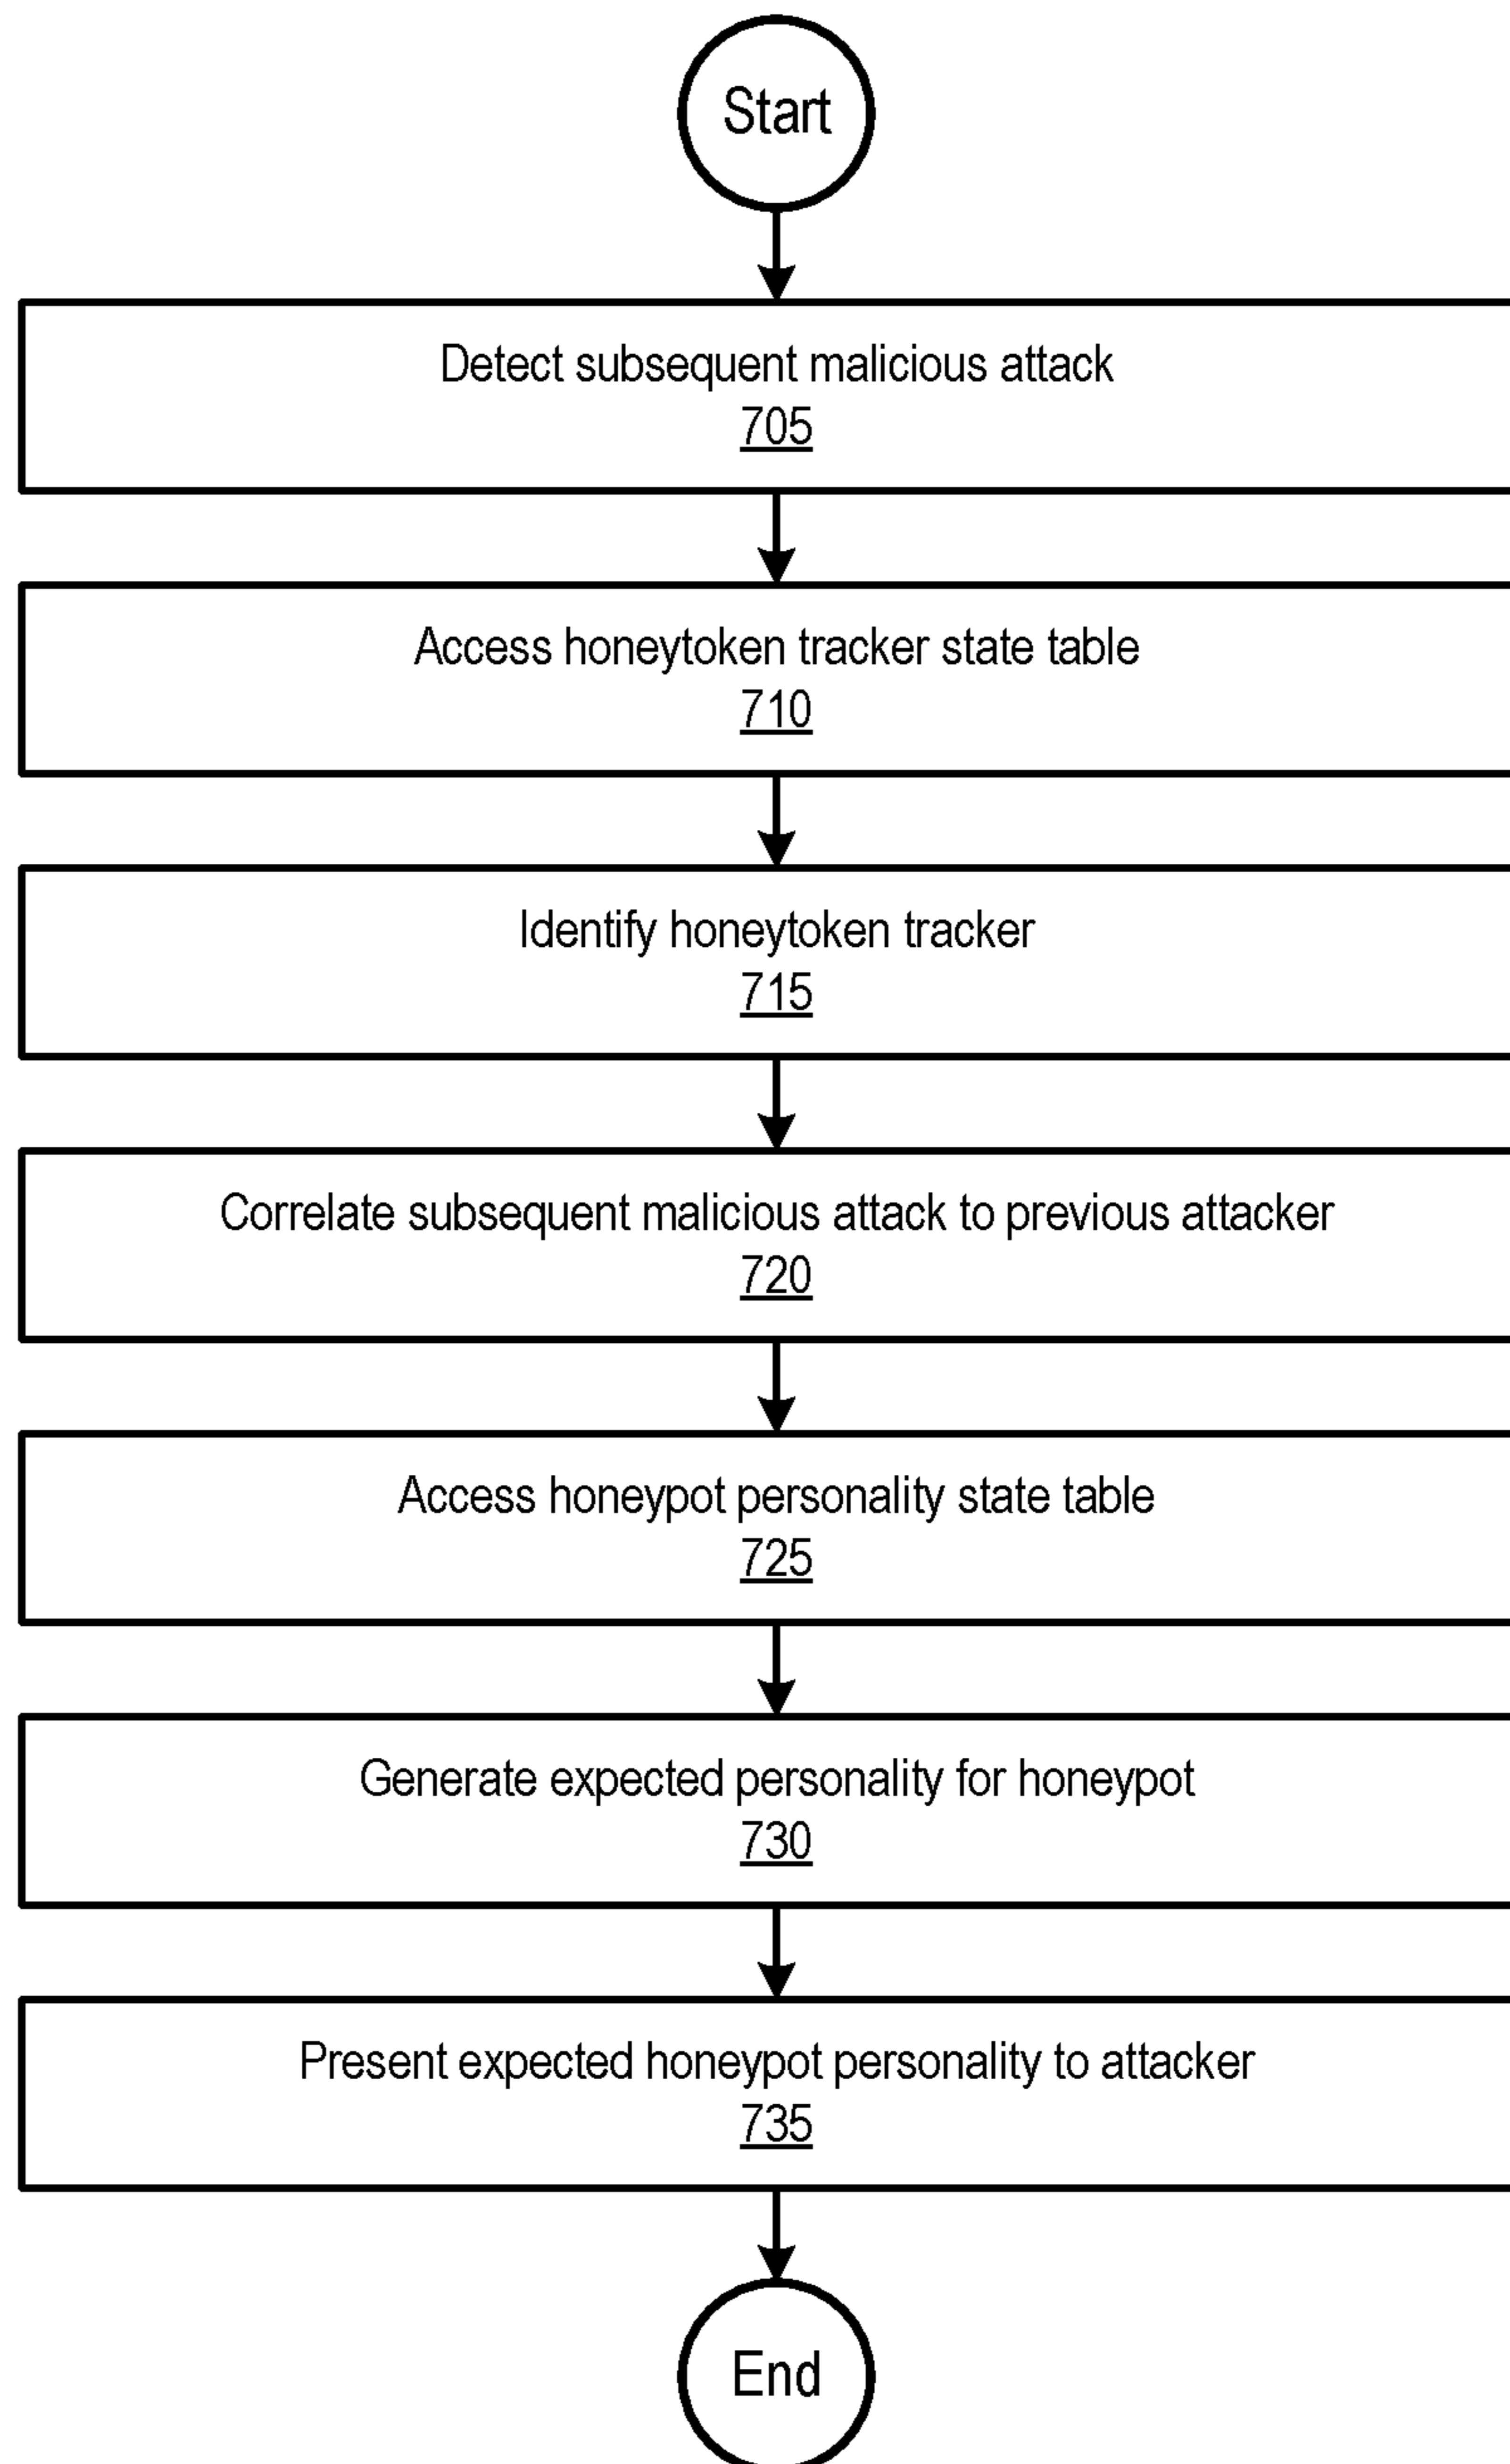 Start
Detect subsequent malicious attack
705
Access honeytoken tracker state table
710
Identify honeytoken tracker
715
Correlate subsequent malicious attack to previous attacker
720
Access honeypot personality state table
725
Generate expected personality for honeypot
730
Present expected honeypot personality to attacker
735
End